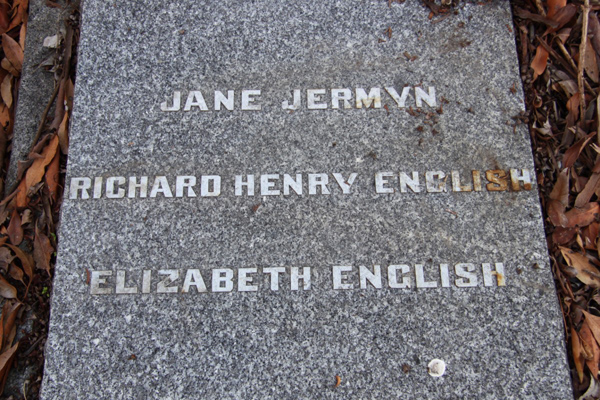 JANE JERMYN
RICHARD HENRY ENGLISH
ELIZABETH ENGLISH